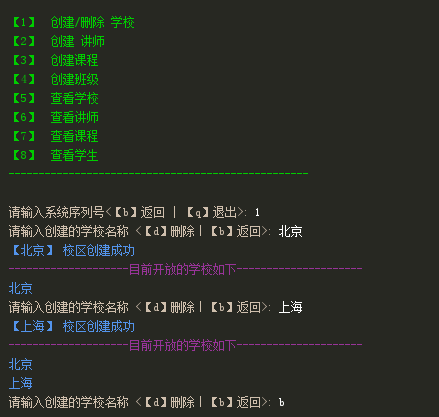 【1】 创建/删除 学校
【2】 创建 讲师
【3】 创建课程
【4】 创建班级
【5】 查看学校
【6】 查看讲师
【7】 查看课程
【8】 查看学生
--------------------------------------------------
请输入系统序列号<【b】返回 | 【q】退出>: 1
请输入创建的学校名称 <【d】删除|【b】返回>: 北京
【北京】 校区创建成功
--------------------目前开放的学校如下---------------------
北京
请输入创建的学校名称 <【d】删除|【b】返回>: 上海
【上海】 校区创建成功
--------------------目前开放的学校如下---------------------
北京
上海
请输入创建的学校名称 <【d】删除|【b】返回>: b